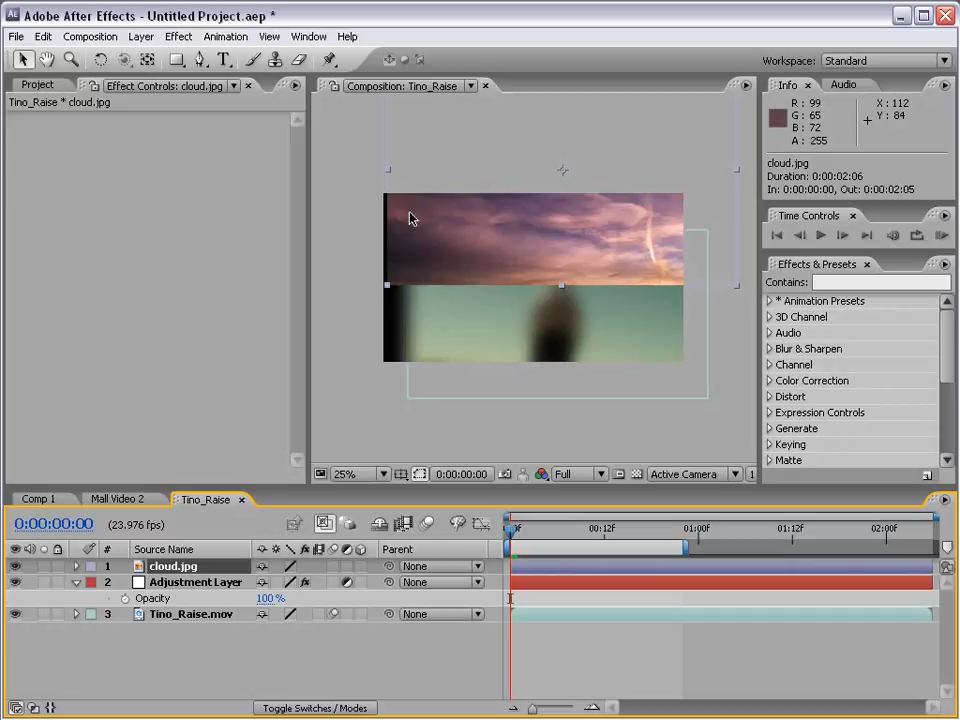 Adobe After Effects - Untitled Project.aep *
File Edit Composition Layer Effect Animation View Window Help
Workspace: Standard
Project
Effect Controls: cloud.jpg
Tino_Raise * cloud.jpg
Composition: Tino_Raise
Info Audio
R: 99
G: 65
B: 72
A: 255
X: 112
Y: 84
cloud.jpg
Duration: 0:00:02:06
In: 0:00:00:00, Out: 0:00:02:05
Time Controls
Effects & Presets
Contains:
* Animation Presets
3D Channel
Audio
Blur & Sharpen
Channel
Color Correction
Distort
Expression Controls
Generate
Keying
Matte
25% 0:00:00:00 Full Active Camera 1
Comp 1 Mall Video 2 Tino_Raise
0:00:00:00 (23.976 fps)
00:12f 01:00f 01:12f 02:00f
# Source Name Parent
1 cloud.jpg None
2 Adjustment Layer None
Opacity 100 %
3 Tino_Raise.mov None
Toggle Switches / Modes